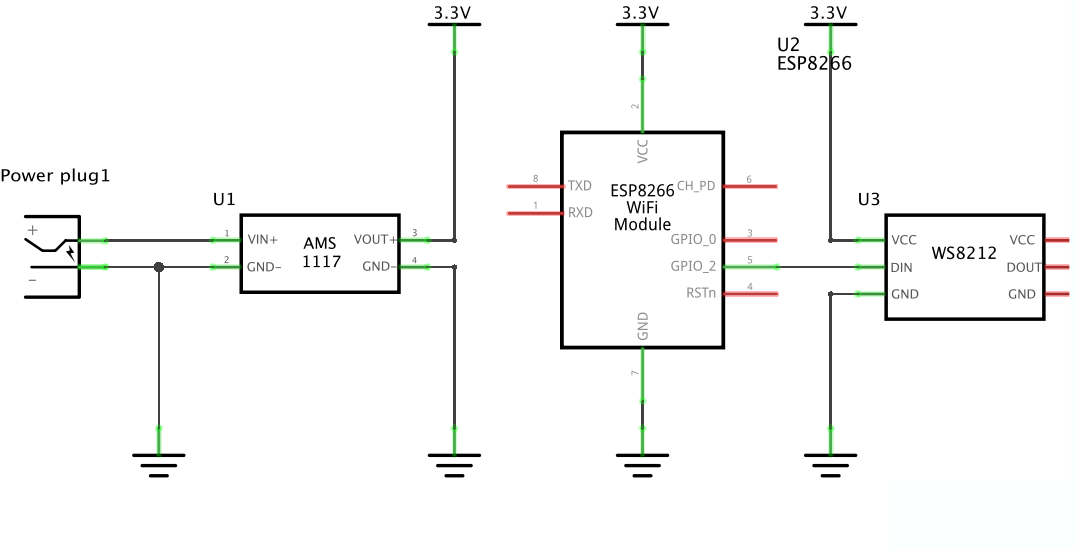 3.3V
3.3V
3.3V
U2
ESP8266
2
VCC
Power plug1
+
-
U1
1
VIN+
2
GND-
AMS
1117
VOUT+
3
GND-
4
8
TXD
1
RXD
ESP8266
WiFi
Module
CH_PD
6
GPIO_0
3
GPIO_2
5
RSTn
4
GND
7
U3
VCC
DIN
GND
WS8212
VCC
DOUT
GND